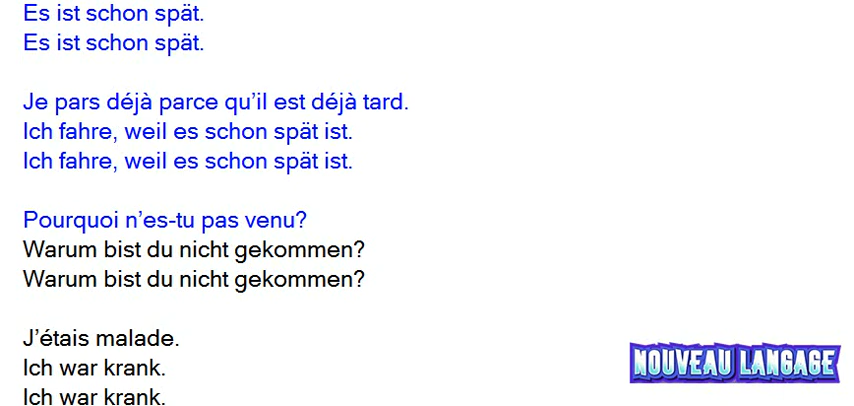 Es ist schon spät.
Es ist schon spät.
Je pars déjà parce qu’il est déjà tard.
Ich fahre, weil es schon spät ist.
Ich fahre, weil es schon spät ist.
Pourquoi n’es-tu pas venu?
Warum bist du nicht gekommen?
Warum bist du nicht gekommen?
J’étais malade.
Ich war krank.
Ich war krank.
NOUVEAU LANGAGE